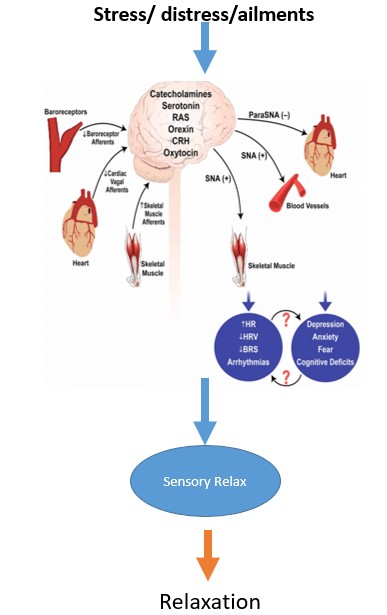 Stress/ distress/ailments
Catecholamines
Serotonin
RAS
Orexin
CRH
Oxytocin
Baroreceptors
↓Baroreceptor
Afferents
ParaSNA (–)
SNA (+)
Heart
↓Cardiac
Vagal
Afferents
SNA (+)
Blood Vessels
↑Skeletal
Muscle
Afferents
Heart
Skeletal
Muscle
Skeletal Muscle
↑HR
↓HRV
↓BRS
Arrhythmias
?
Depression
Anxiety
Fear
Cognitive Deficits
?
Sensory Relax
Relaxation